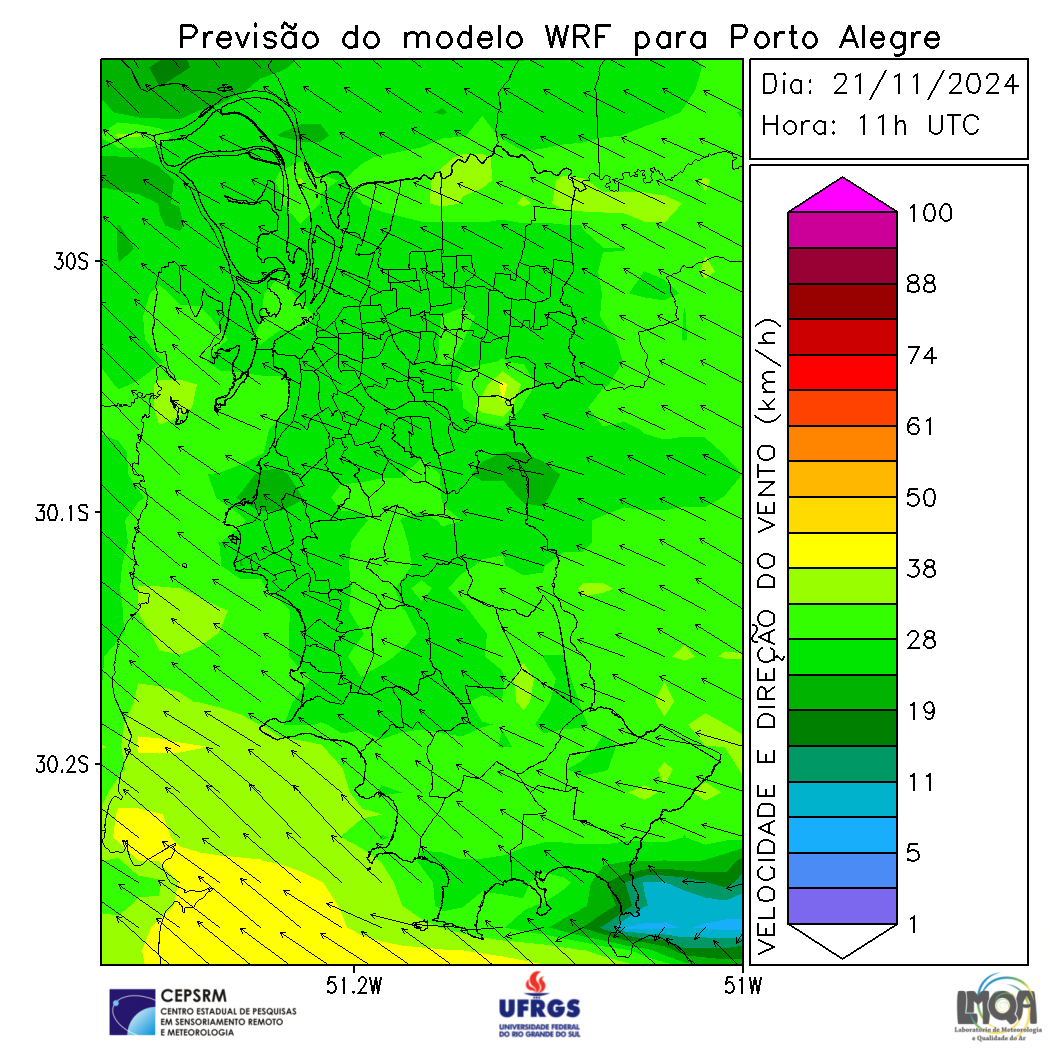 Previsão do modelo WRF para Porto Alegre
Dia: 21/11/2024
Hora: 11h UTC
30S
30.1S
30.2S
51.2W
51W
VELOCIDADE E DIREÇÃO DO VENTO (km/h)
100
88
74
61
50
38
28
19
11
5
1
CEPSRM
CENTRO ESTADUAL DE PESQUISAS
EM SENSORIAMENTO REMOTO
E METEOROLOGIA
UFRGS
UNIVERSIDADE FEDERAL
DO RIO GRANDE DO SUL
LMQA
Laboratório de Meteorologia
e Qualidade do Ar